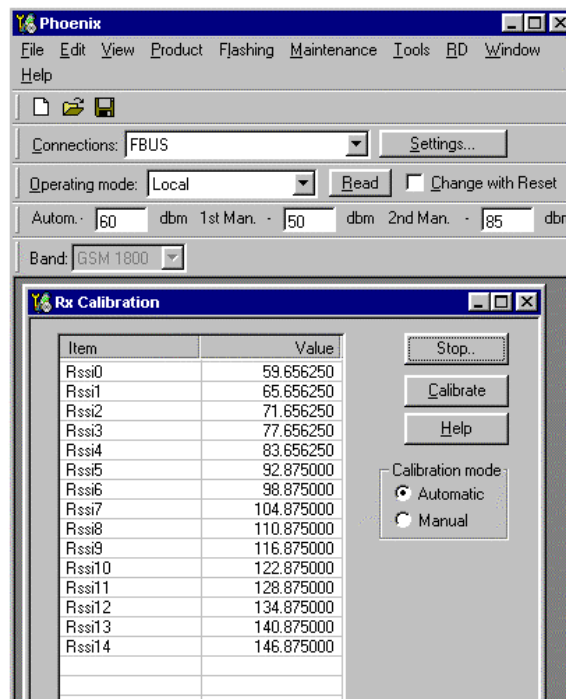 Phoenix
File Edit View Product Flashing Maintenance Tools RD Window
Help
Connections: FBUS Settings...
Operating mode: Local Read Change with Reset
Autom. - 60 dbm 1st Man. - 50 dbm 2nd Man. - 85 dbm
Band: GSM 1800
Rx Calibration
Item Value Stop..
Rssi0 59.656250
Rssi1 65.656250 Calibrate
Rssi2 71.656250
Rssi3 77.656250 Help
Rssi4 83.656250
Rssi5 92.875000 Calibration mode
Rssi6 98.875000 Automatic
Rssi7 104.875000 Manual
Rssi8 110.875000
Rssi9 116.875000
Rssi10 122.875000
Rssi11 128.875000
Rssi12 134.875000
Rssi13 140.875000
Rssi14 146.875000